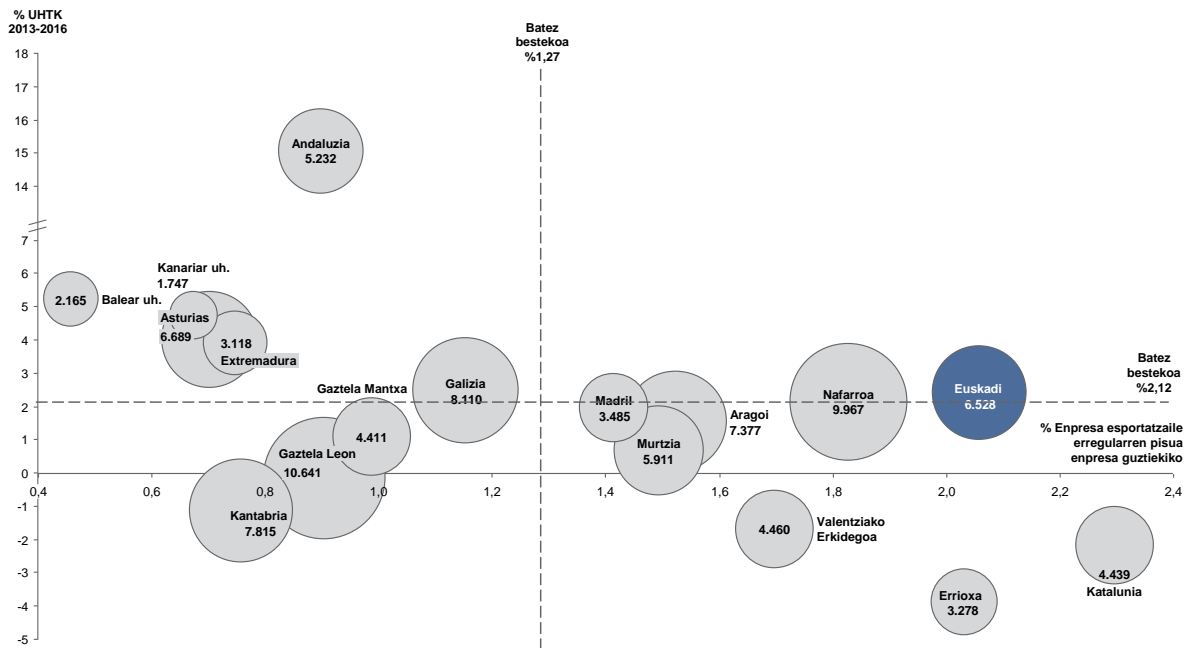 % UHTK
2013-2016
Batez
bestekoa
%1,27
18
17
16
15
14
7
6
5
4
3
2
1
0
-1
-2
-3
-4
-5
Andaluzia
5.232
Kanariar uh.
1.747
2.165
Balear uh.
Asturias
6.689
3.118
Extremadura
Gaztela Mantxa
4.411
Galizia
8.110
Gaztela Leon
10.641
Kantabria
7.815
Madril
3.485
Aragoi
7.377
Murtzia
5.911
Nafarroa
9.967
Euskadi
6.528
Batez
bestekoa
%2,12
% Enpresa esportatzaile
erregularren pisua
enpresa guztiekiko
0,4
0,6
0,8
1,0
1,2
1,4
1,6
1,8
2,0
2,2
2,4
4.460
Valentziako
Erkidegoa
Errioxa
3.278
4.439
Katalunia